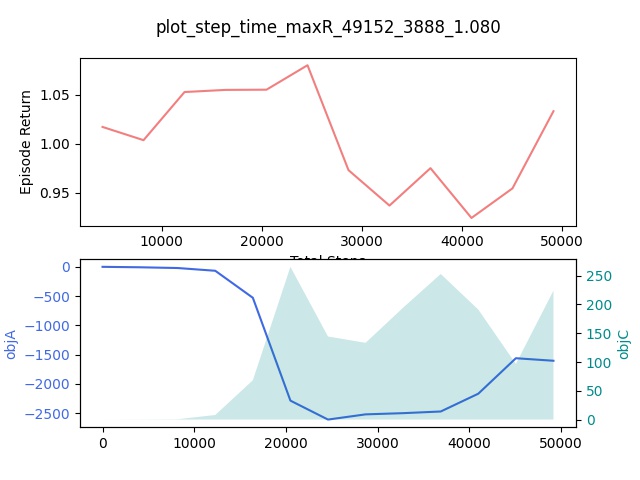 plot_step_time_maxR_49152_3888_1.080
Episode Return
1.05
1.00
0.95
10000 20000 30000 40000 50000
Total Steps
objA
0
−500
−1000
−1500
−2000
−2500
250
200
150
100
50
0
objC
0 10000 20000 30000 40000 50000